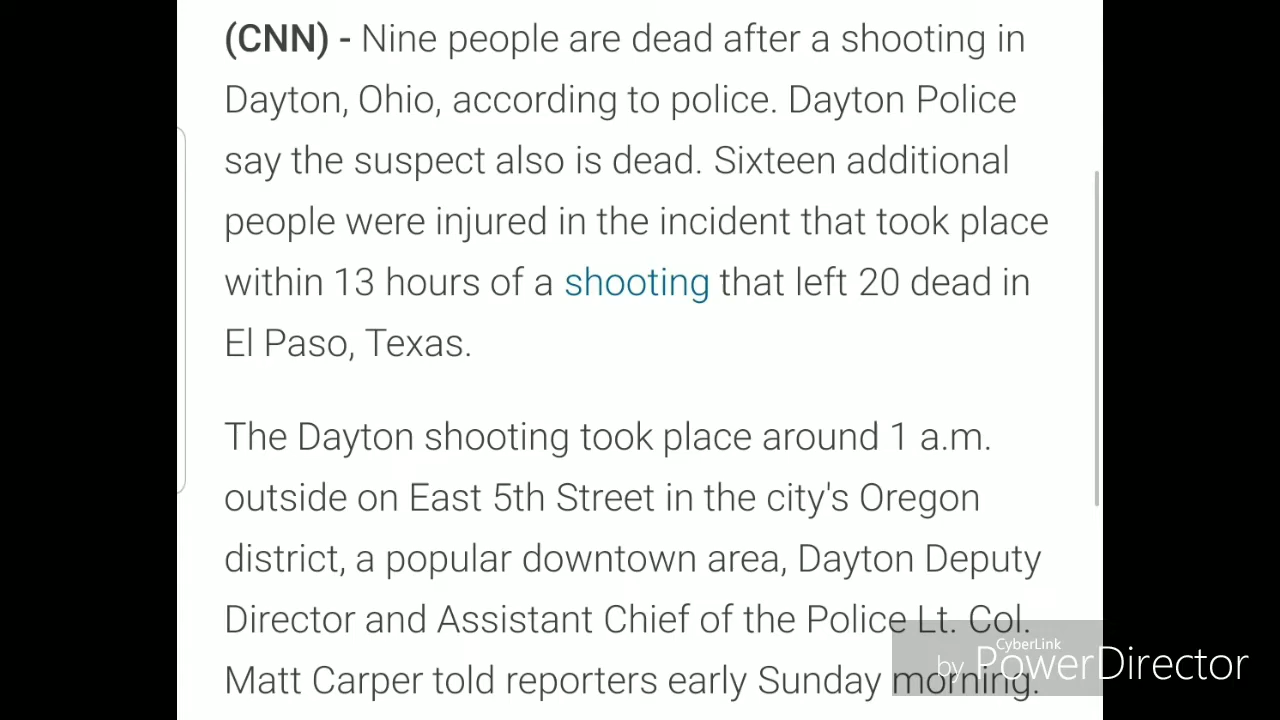 (CNN) - Nine people are dead after a shooting in
Dayton, Ohio, according to police. Dayton Police
say the suspect also is dead. Sixteen additional
people were injured in the incident that took place
within 13 hours of a shooting that left 20 dead in
El Paso, Texas.
The Dayton shooting took place around 1 a.m.
outside on East 5th Street in the city's Oregon
district, a popular downtown area, Dayton Deputy
Director and Assistant Chief of the Police Lt. Col.
Matt Carper told reporters early Sunday morning.
CyberLink
by PowerDirector